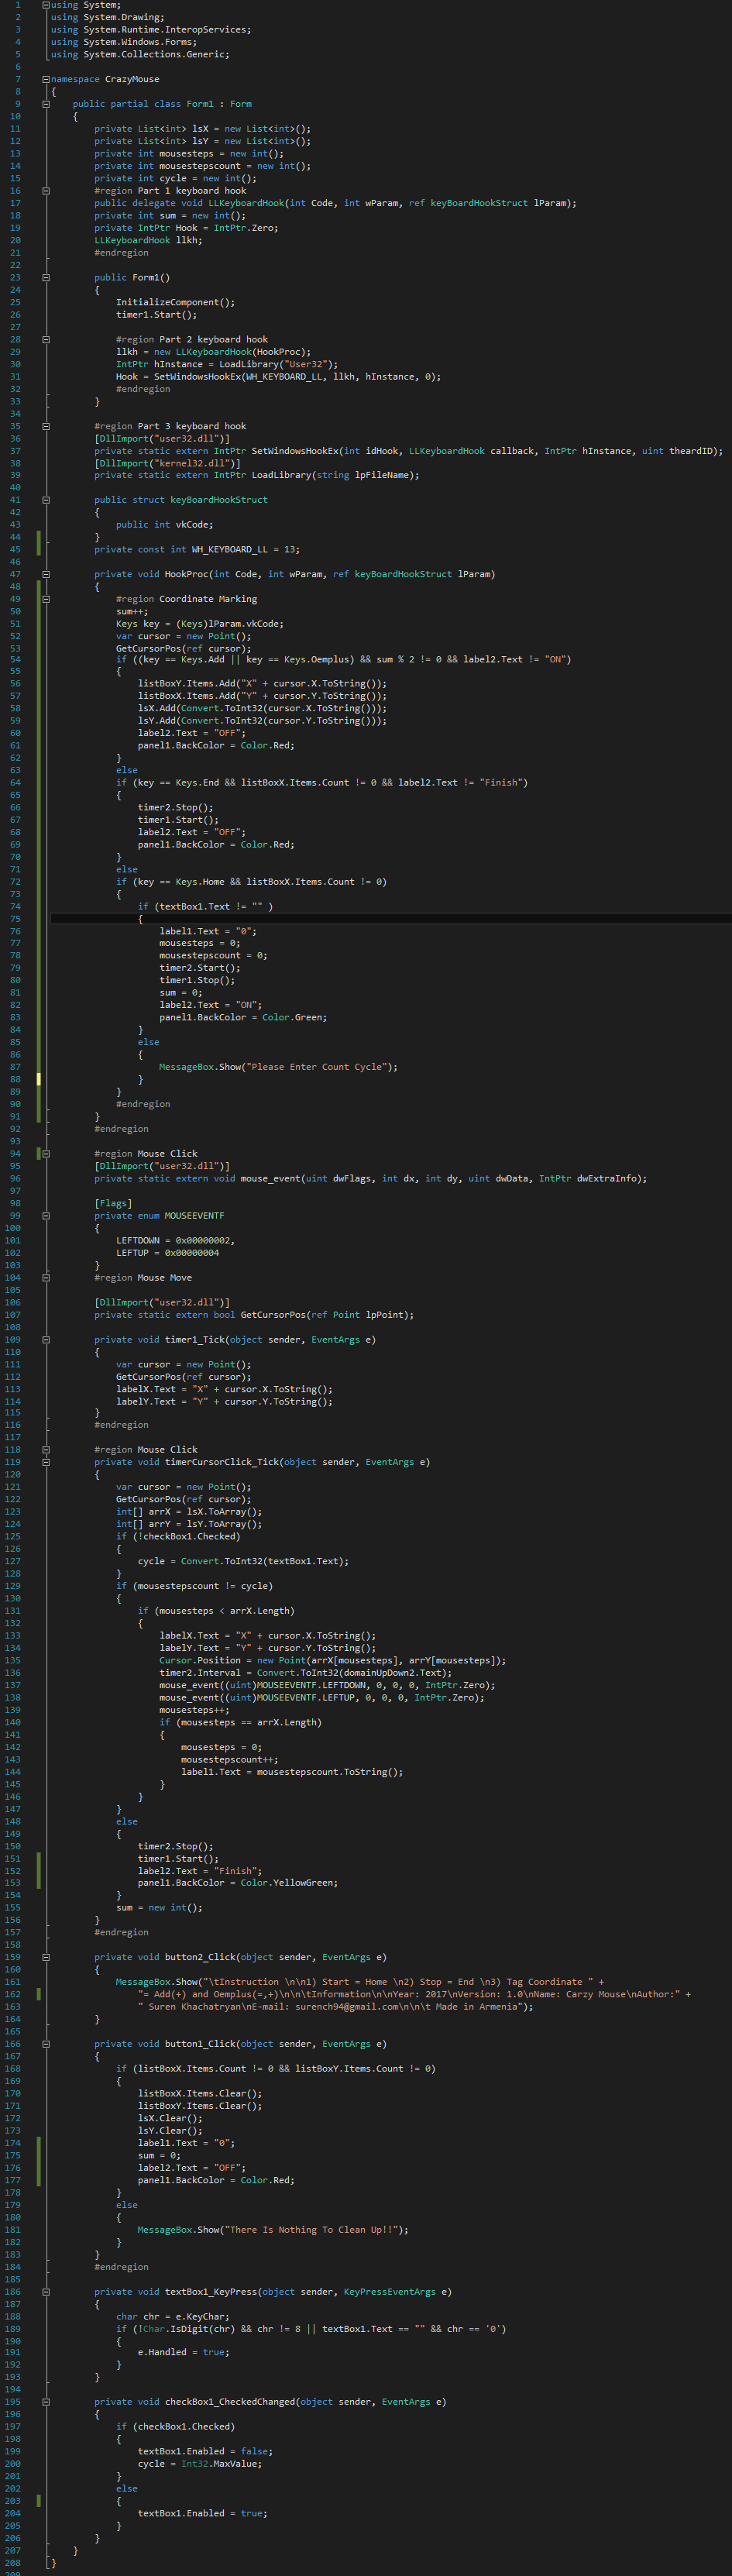 1 using System;
2 using System.Drawing;
3 using System.Runtime.InteropServices;
4 using System.Windows.Forms;
5 using System.Collections.Generic;
6
7 namespace CrazyMouse
8 {
9 public partial class Form1 : Form
10 {
11 private List<int> lsX = new List<int>();
12 private List<int> lsY = new List<int>();
13 private int mousesteps = new int();
14 private int mousestepscount = new int();
15 private int cycle = new int();
16 #region Part 1 keyboard hook
17 public delegate void LLKeyboardHook(int Code, int wParam, ref keyBoardHookStruct lParam);
18 private int sum = new int();
19 private IntPtr Hook = IntPtr.Zero;
20 LLKeyboardHook llkh;
21 #endregion
22
23 public Form1()
24 {
25 InitializeComponent();
26 timer1.Start();
27
28 #region Part 2 keyboard hook
29 llkh = new LLKeyboardHook(HookProc);
30 IntPtr hInstance = LoadLibrary("User32");
31 Hook = SetWindowsHookEx(WH_KEYBOARD_LL, llkh, hInstance, 0);
32 #endregion
33 }
34
35 #region Part 3 keyboard hook
36 [DllImport("user32.dll")]
37 private static extern IntPtr SetWindowsHookEx(int idHook, LLKeyboardHook callback, IntPtr hInstance, uint theardID);
38 [DllImport("kernel32.dll")]
39 private static extern IntPtr LoadLibrary(string lpFileName);
40
41 public struct keyBoardHookStruct
42 {
43 public int vkCode;
44 }
45 private const int WH_KEYBOARD_LL = 13;
46
47 private void HookProc(int Code, int wParam, ref keyBoardHookStruct lParam)
48 {
49 #region Coordinate Marking
50 sum++;
51 Keys key = (Keys)lParam.vkCode;
52 var cursor = new Point();
53 GetCursorPos(ref cursor);
54 if ((key == Keys.Add || key == Keys.Oemplus) && sum % 2 != 0 && label2.Text != "ON")
55 {
56 listBoxY.Items.Add("X" + cursor.X.ToString());
57 listBoxX.Items.Add("Y" + cursor.Y.ToString());
58 lsX.Add(Convert.ToInt32(cursor.X.ToString()));
59 lsY.Add(Convert.ToInt32(cursor.Y.ToString()));
60 label2.Text = "OFF";
61 panel1.BackColor = Color.Red;
62 }
63 else
64 if (key == Keys.End && listBoxX.Items.Count != 0 && label2.Text != "Finish")
65 {
66 timer2.Stop();
67 timer1.Start();
68 label2.Text = "OFF";
69 panel1.BackColor = Color.Red;
70 }
71 else
72 if (key == Keys.Home && listBoxX.Items.Count != 0)
73 {
74 if (textBox1.Text != "" )
75 {
76 label1.Text = "0";
77 mousesteps = 0;
78 mousestepscount = 0;
79 timer2.Start();
80 timer1.Stop();
81 sum = 0;
82 label2.Text = "ON";
83 panel1.BackColor = Color.Green;
84 }
85 else
86 {
87 MessageBox.Show("Please Enter Count Cycle");
88 }
89 }
90 #endregion
91 }
92 #endregion
93
94 #region Mouse Click
95 [DllImport("user32.dll")]
96 private static extern void mouse_event(uint dwFlags, int dx, int dy, uint dwData, IntPtr dwExtraInfo);
97
98 [Flags]
99 private enum MOUSEEVENTF
100 {
101 LEFTDOWN = 0x00000002,
102 LEFTUP = 0x00000004
103 }
104 #region Mouse Move
105
106 [DllImport("user32.dll")]
107 private static extern bool GetCursorPos(ref Point lpPoint);
108
109 private void timer1_Tick(object sender, EventArgs e)
110 {
111 var cursor = new Point();
112 GetCursorPos(ref cursor);
113 labelX.Text = "X" + cursor.X.ToString();
114 labelY.Text = "Y" + cursor.Y.ToString();
115 }
116 #endregion
117
118 #region Mouse Click
119 private void timerCursorClick_Tick(object sender, EventArgs e)
120 {
121 var cursor = new Point();
122 GetCursorPos(ref cursor);
123 int[] arrX = lsX.ToArray();
124 int[] arrY = lsY.ToArray();
125 if (!checkBox1.Checked)
126 {
127 cycle = Convert.ToInt32(textBox1.Text);
128 }
129 if (mousestepscount != cycle)
130 {
131 if (mousesteps < arrX.Length)
132 {
133 labelX.Text = "X" + cursor.X.ToString();
134 labelY.Text = "Y" + cursor.Y.ToString();
135 Cursor.Position = new Point(arrX[mousesteps], arrY[mousesteps]);
136 timer2.Interval = Convert.ToInt32(domainUpDown2.Text);
137 mouse_event((uint)MOUSEEVENTF.LEFTDOWN, 0, 0, 0, IntPtr.Zero);
138 mouse_event((uint)MOUSEEVENTF.LEFTUP, 0, 0, 0, IntPtr.Zero);
139 mousesteps++;
140 if (mousesteps == arrX.Length)
141 {
142 mousesteps = 0;
143 mousestepscount++;
144 label1.Text = mousestepscount.ToString();
145 }
146 }
147 }
148 else
149 {
150 timer2.Stop();
151 timer1.Start();
152 label2.Text = "Finish";
153 panel1.BackColor = Color.YellowGreen;
154 }
155 sum = new int();
156 }
157 #endregion
158
159 private void button2_Click(object sender, EventArgs e)
160 {
161 MessageBox.Show("\tInstruction \n\n1) Start = Home \n2) Stop = End \n3) Tag Coordinate " +
162 "= Add(+) and Oemplus(=,+)\n\n\tInformation\n\nYear: 2017\nVersion: 1.0\nName: Carzy Mouse\nAuthor:" +
163 " Suren Khachatryan\nE-mail: surench94@gmail.com\n\n\t Made in Armenia");
164 }
165
166 private void button1_Click(object sender, EventArgs e)
167 {
168 if (listBoxX.Items.Count != 0 && listBoxY.Items.Count != 0)
169 {
170 listBoxX.Items.Clear();
171 listBoxY.Items.Clear();
172 lsX.Clear();
173 lsY.Clear();
174 label1.Text = "0";
175 sum = 0;
176 label2.Text = "OFF";
177 panel1.BackColor = Color.Red;
178 }
179 else
180 {
181 MessageBox.Show("There Is Nothing To Clean Up!!");
182 }
183 }
184 #endregion
185
186 private void textBox1_KeyPress(object sender, KeyPressEventArgs e)
187 {
188 char chr = e.KeyChar;
189 if (!Char.IsDigit(chr) && chr != 8 || textBox1.Text == "" && chr == '0')
190 {
191 e.Handled = true;
192 }
193 }
194
195 private void checkBox1_CheckedChanged(object sender, EventArgs e)
196 {
197 if (checkBox1.Checked)
198 {
199 textBox1.Enabled = false;
200 cycle = Int32.MaxValue;
201 }
202 else
203 {
204 textBox1.Enabled = true;
205 }
206 }
207 }
208 }
209